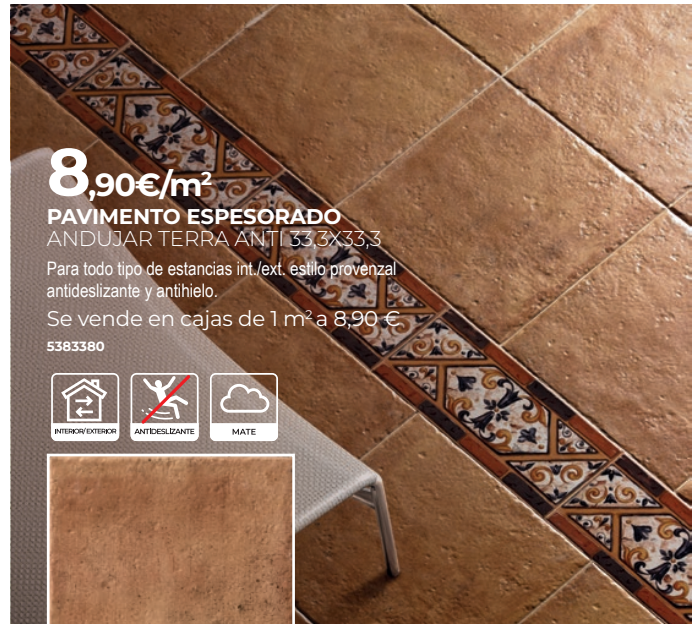 8,90€/m²
PAVIMENTO ESPESORADO
ANDUJAR TERRA ANTI 33,3X33,3
Para todo tipo de estancias int./ext. estilo provenzal
antideslizante y antihielo.
Se vende en cajas de 1 m² a 8,90 €
5383380
INTERIOR/EXTERIOR
ANTIDESLIZANTE
MATE